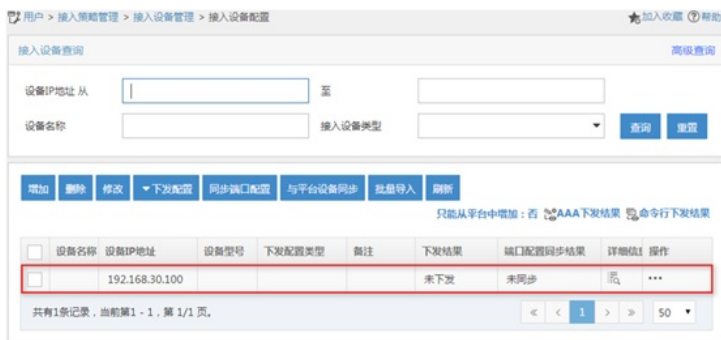 用户 > 接入策略管理 > 接入设备管理 > 接入设备配置 加入收藏 ?帮助
接入设备查询 高级查询
设备IP地址 从 至
设备名称 接入设备类型 查询 重置
增加 删除 修改 下发配置 同步端口配置 与平台设备同步 批量导入 刷新
只能从平台中增加：否 AAA下发结果 命令行下发结果
设备名称 设备IP地址 设备型号 下发配置类型 备注 下发结果 端口配置同步结果 详细信息 操作
192.168.30.100 未下发 未同步 •••
共有1条记录，当前第1 - 1，第 1/1 页。 « < 1 > » 50